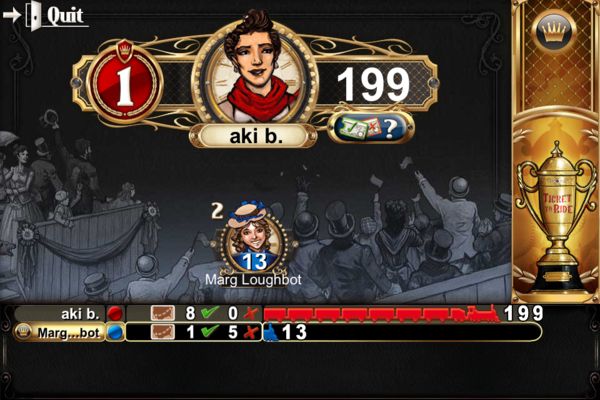 Quit
1
199
aki b.
?
TICKET
TO RIDE
2
13
Marg Loughbot
aki b. 8 0 199
Marg...bot 1 5 13